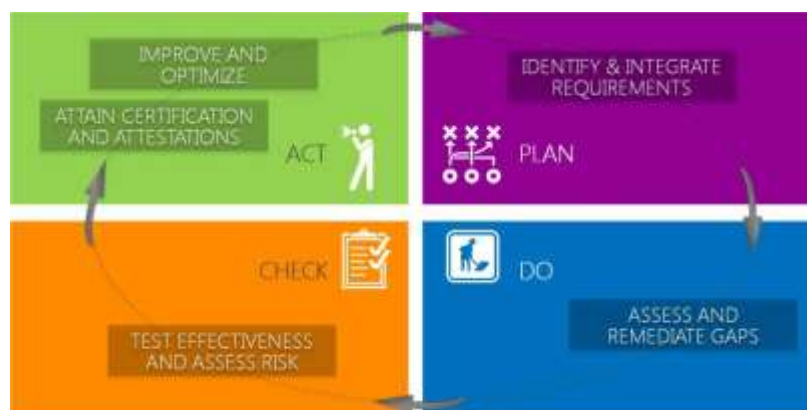 IMPROVE AND
OPTIMIZE
ATTAIN CERTIFICATION
AND ATTESTATIONS
ACT
IDENTIFY & INTEGRATE
REQUIREMENTS
PLAN
CHECK
TEST EFFECTIVENESS
AND ASSESS RISK
DO
ASSESS AND
REMEDIATE GAPS